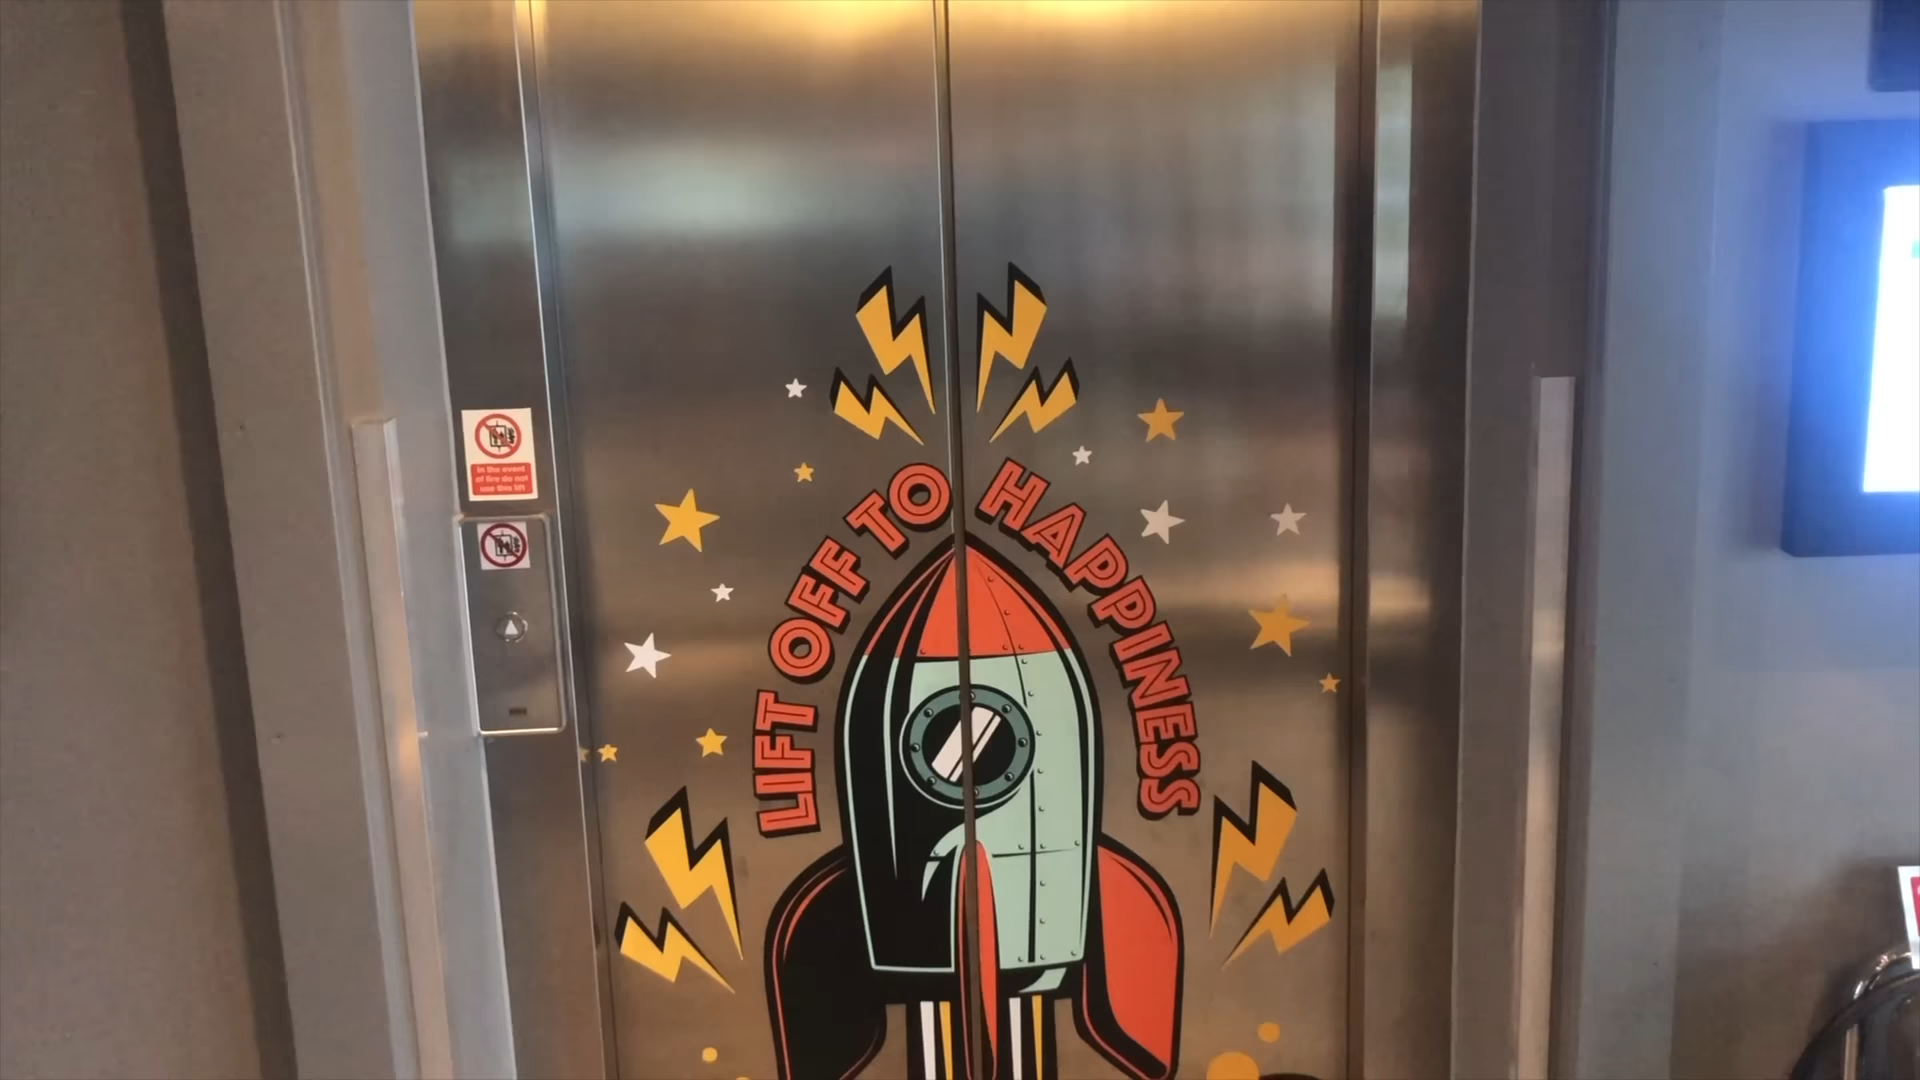 In the event
of fire do not
use this lift
LIFT OFF TO HAPPINESS